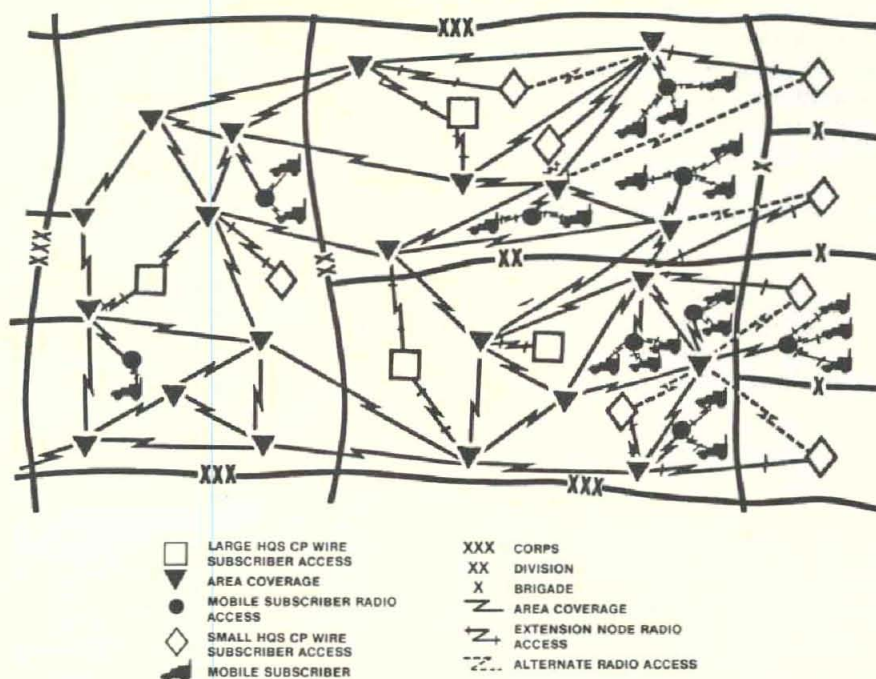 XXX
XXX
X
X
XX
XX
X
XXX
XXX
X
LARGE HQS CP WIRE
SUBSCRIBER ACCESS
AREA COVERAGE
MOBILE SUBSCRIBER RADIO
ACCESS
SMALL HQS CP WIRE
SUBSCRIBER ACCESS
MOBILE SUBSCRIBER
XXX CORPS
XX DIVISION
X BRIGADE
AREA COVERAGE
EXTENSION NODE RADIO
ACCESS
ALTERNATE RADIO ACCESS